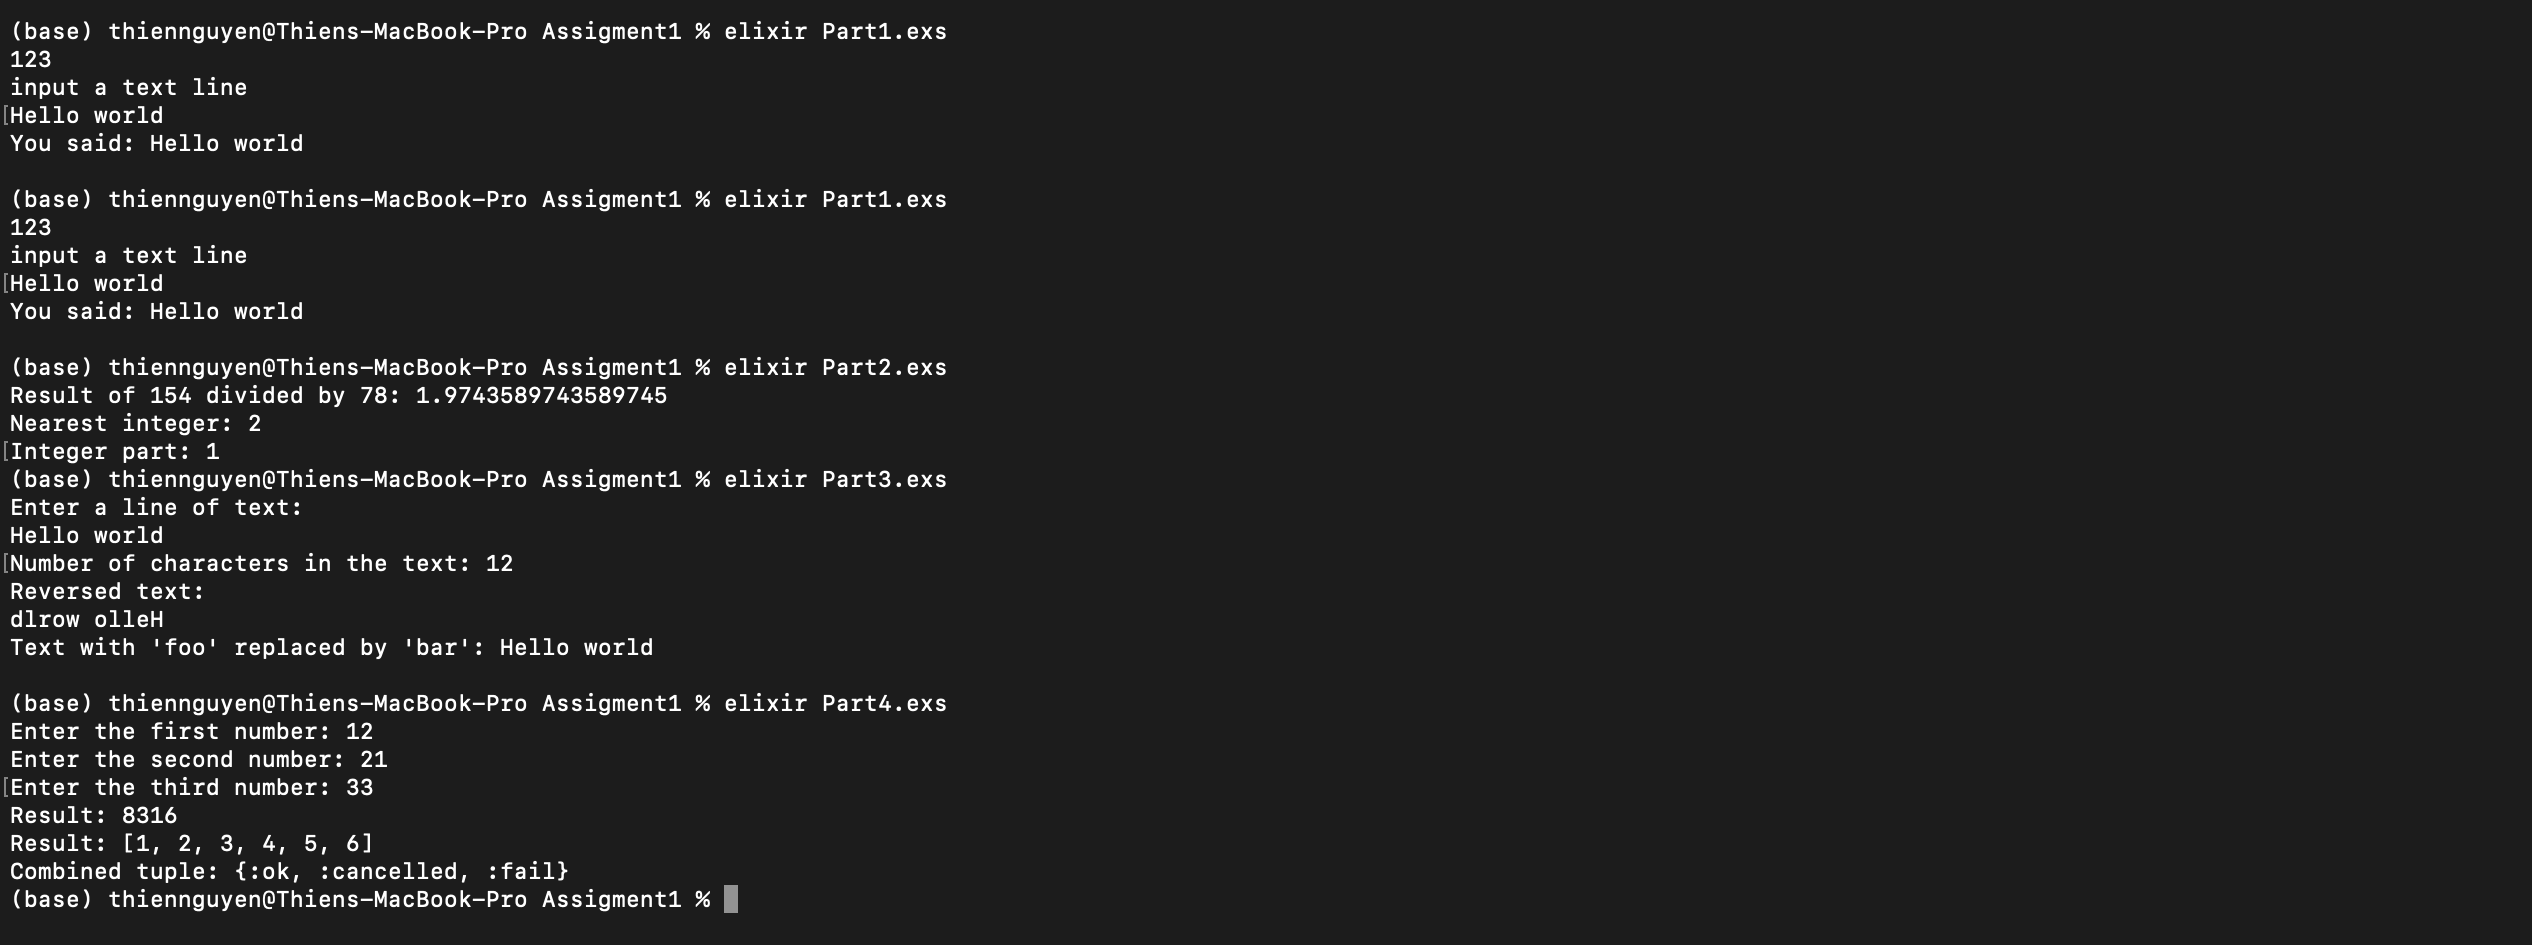 (base) thiennguyen@Thiens-MacBook-Pro Assigment1 % elixir Part1.exs
123
input a text line
[Hello world
You said: Hello world
(base) thiennguyen@Thiens-MacBook-Pro Assigment1 % elixir Part1.exs
123
input a text line
[Hello world
You said: Hello world
(base) thiennguyen@Thiens-MacBook-Pro Assigment1 % elixir Part2.exs
Result of 154 divided by 78: 1.9743589743589745
Nearest integer: 2
[Integer part: 1
(base) thiennguyen@Thiens-MacBook-Pro Assigment1 % elixir Part3.exs
Enter a line of text:
Hello world
[Number of characters in the text: 12
Reversed text:
dlrow olleH
Text with 'foo' replaced by 'bar': Hello world
(base) thiennguyen@Thiens-MacBook-Pro Assigment1 % elixir Part4.exs
Enter the first number: 12
Enter the second number: 21
[Enter the third number: 33
Result: 8316
Result: [1, 2, 3, 4, 5, 6]
Combined tuple: {:ok, :cancelled, :fail}
(base) thiennguyen@Thiens-MacBook-Pro Assigment1 %